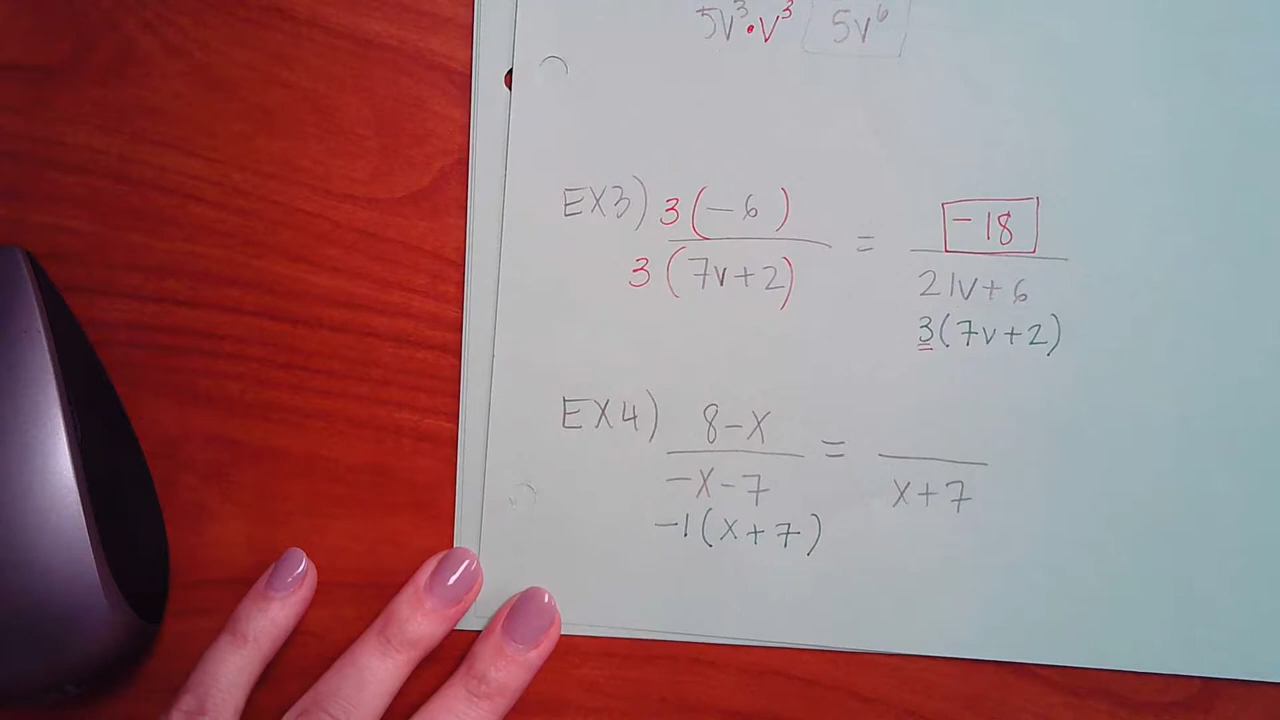 5v³•v³ 5v⁶
EX3) 3(-6) = -18
3(7v+2) 21v+6
3(7v+2)
EX4) 8-x =
-x-7 x+7
-1(x+7)